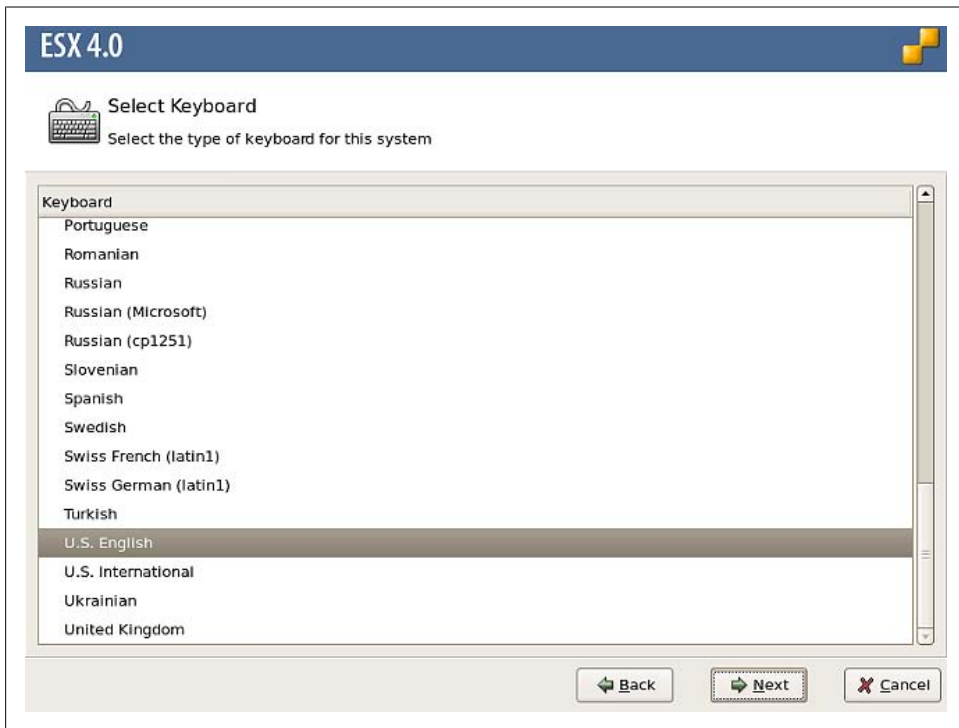 ESX 4.0
Select Keyboard
Select the type of keyboard for this system
Keyboard
Portuguese
Romanian
Russian
Russian (Microsoft)
Russian (cp1251)
Slovenian
Spanish
Swedish
Swiss French (latin1)
Swiss German (latin1)
Turkish
U.S. English
U.S. International
Ukrainian
United Kingdom
Back Next Cancel